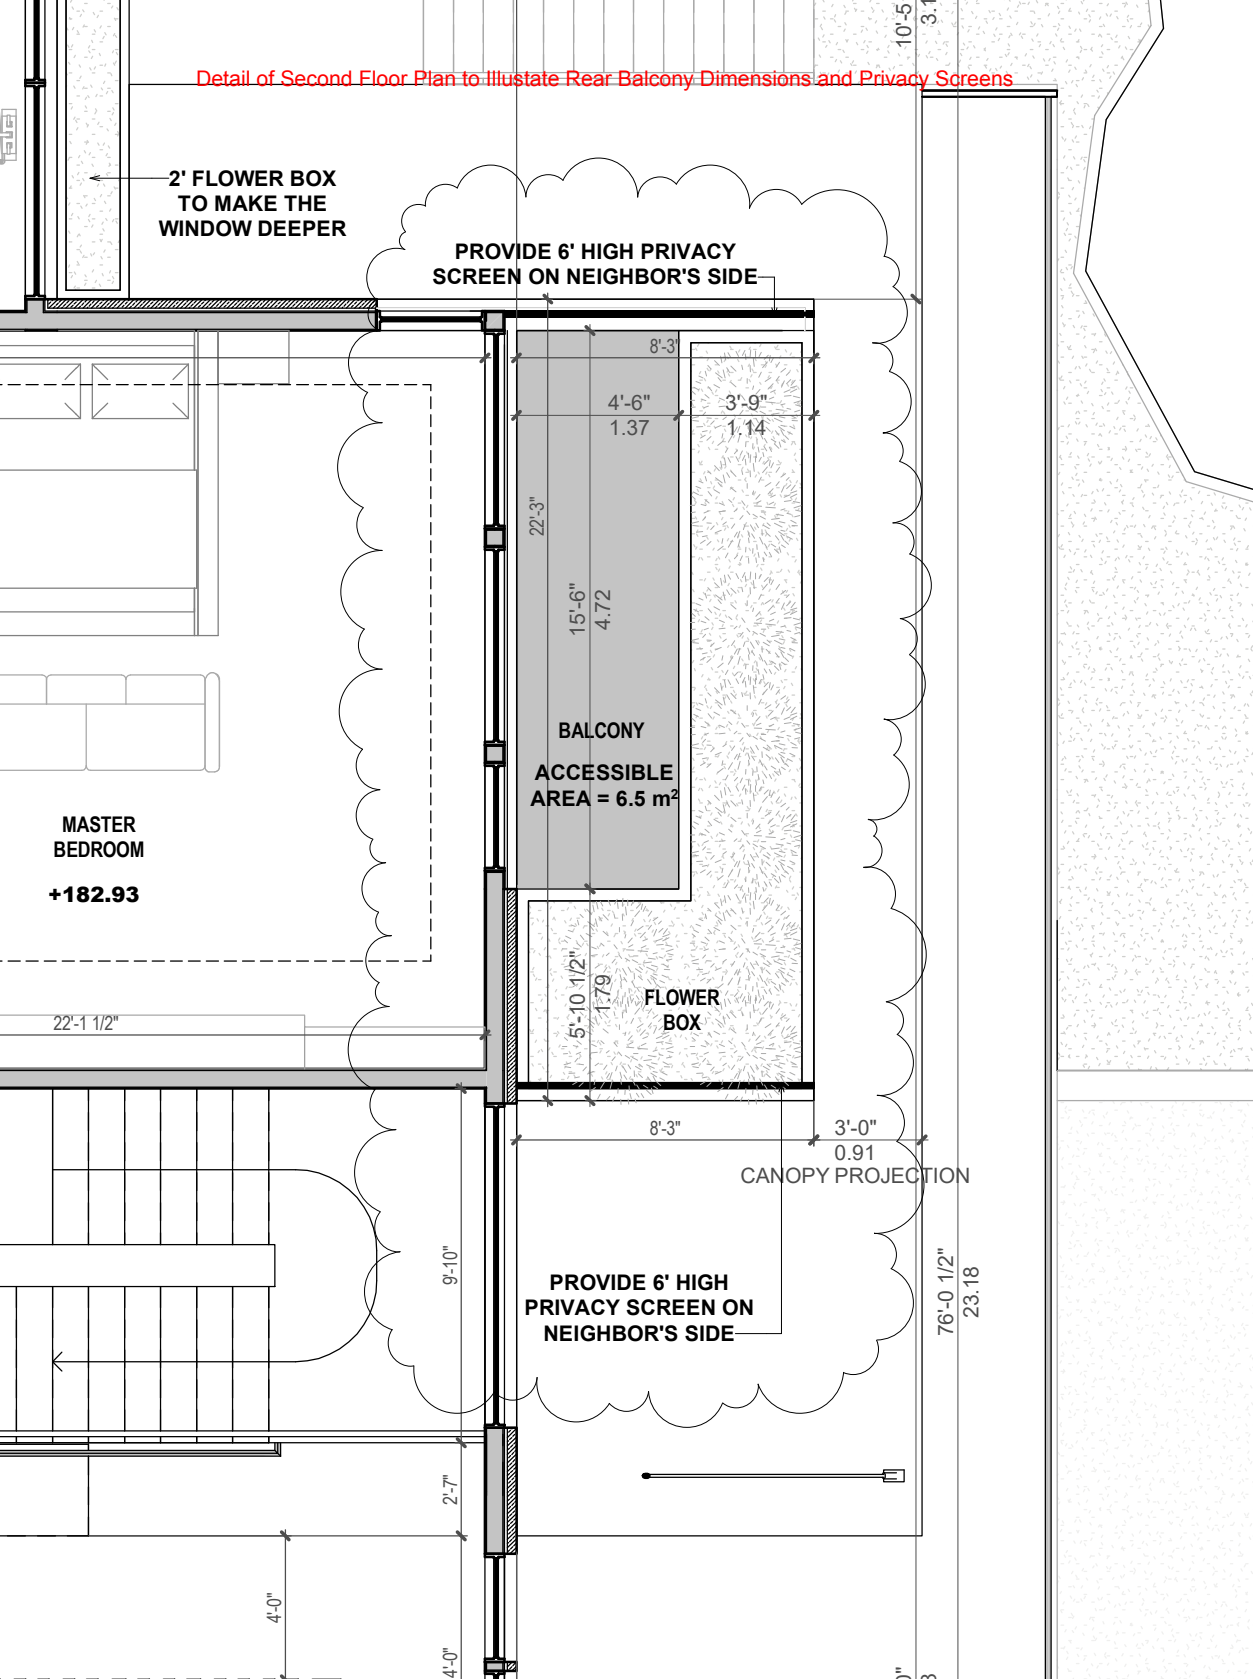 10'-5
3.1
Detail of Second Floor Plan to Illustate Rear Balcony Dimensions and Privacy Screens
2' FLOWER BOX
TO MAKE THE
WINDOW DEEPER
PROVIDE 6' HIGH PRIVACY
SCREEN ON NEIGHBOR'S SIDE
8'-3"
4'-6"
1.37
3'-9"
1.14
22'-3"
15'-6"
4.72
BALCONY
ACCESSIBLE
AREA = 6.5 m²
MASTER
BEDROOM
+182.93
5'-10 1/2"
1.79
FLOWER
BOX
22'-1 1/2"
8'-3"
3'-0"
0.91
CANOPY PROJECTION
9'-10"
PROVIDE 6' HIGH
PRIVACY SCREEN ON
NEIGHBOR'S SIDE
76'-0 1/2"
23.18
2'-7"
4'-0"
4'-0"